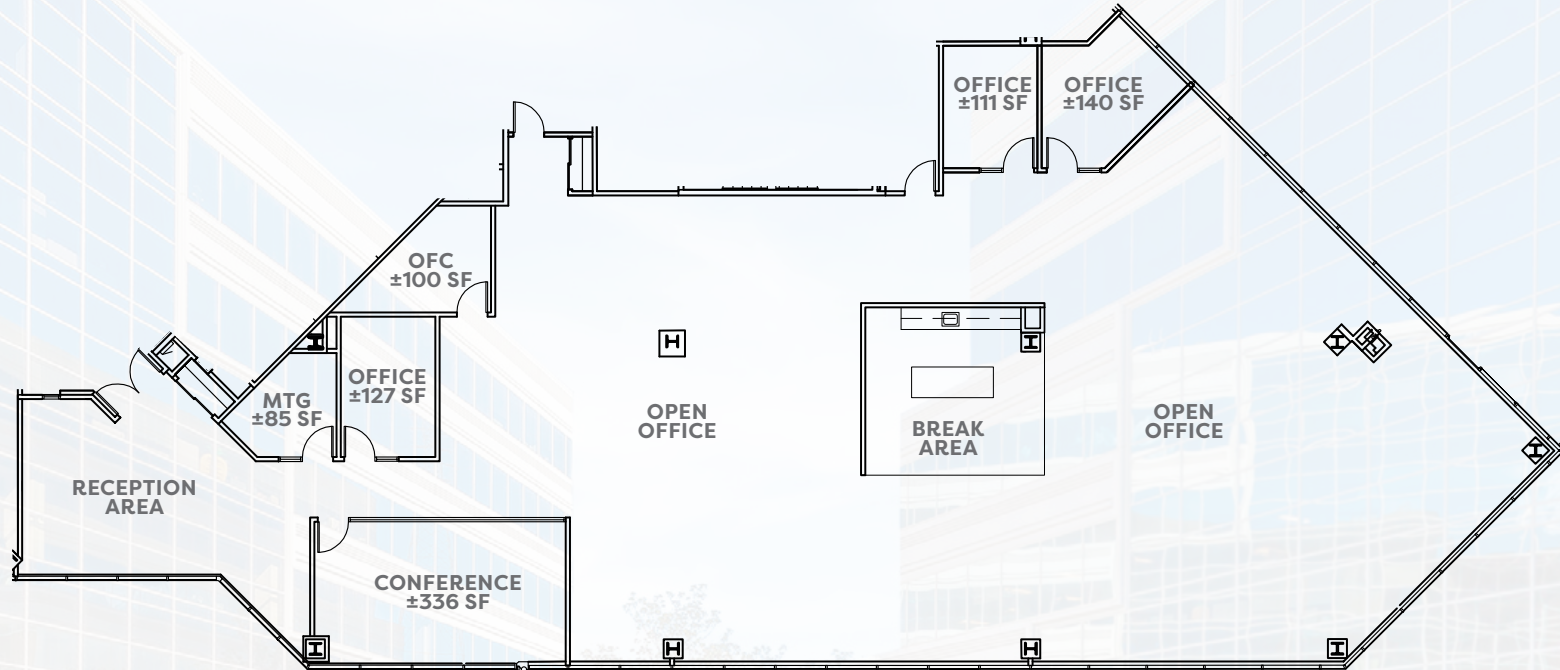 OFFICE
±111 SF
OFFICE
±140 SF
OFC
±100 SF
OFFICE
±127 SF
MTG
±85 SF
OPEN
OFFICE
BREAK
AREA
OPEN
OFFICE
RECEPTION
AREA
CONFERENCE
±336 SF